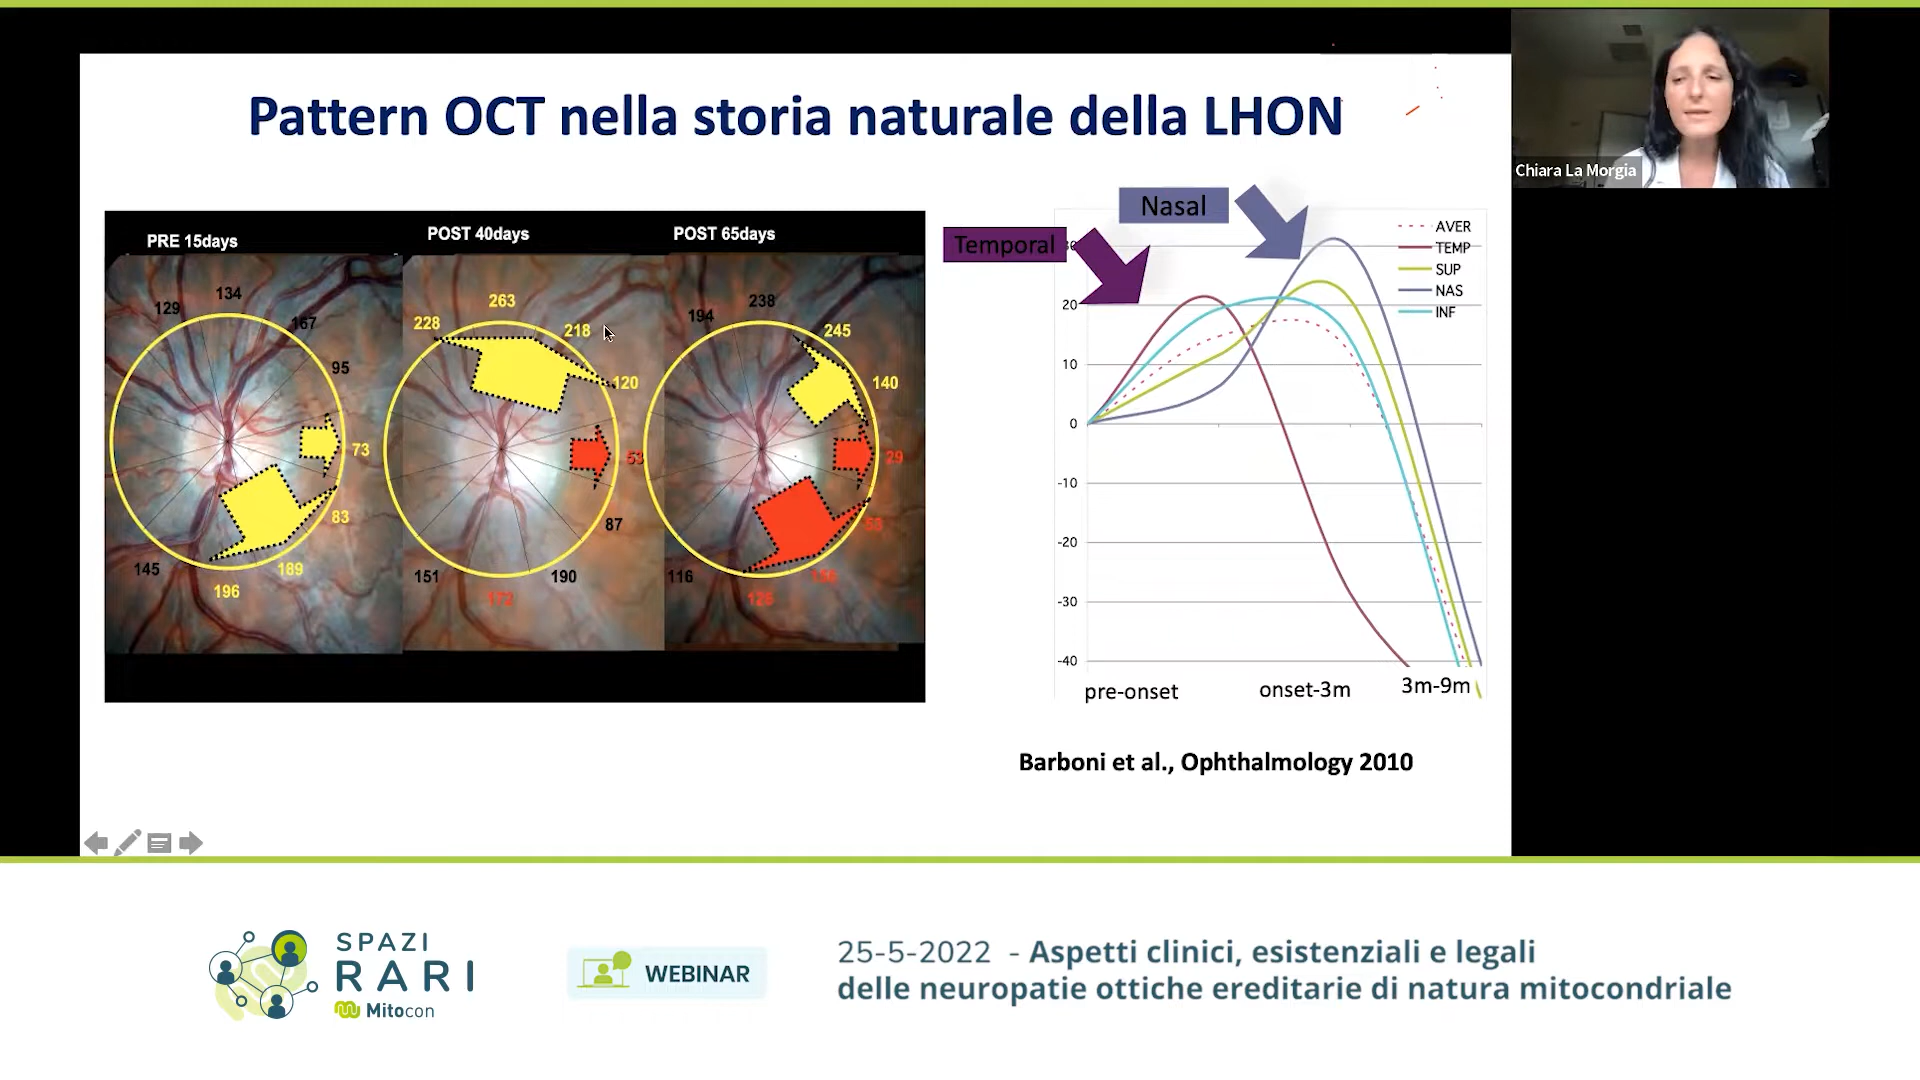 Pattern OCT nella storia naturale della LHON
Chiara La Morgia
PRE 15days
POST 40days
POST 65days
129
134
167
95
73
83
189
196
145
228
263
218
120
53
87
190
172
151
194
238
245
140
29
53
126
116
Temporal
Nasal
AVER
TEMP
SUP
NAS
INF
20
10
0
-10
-20
-30
-40
pre-onset
onset-3m
3m-9m
Barboni et al., Ophthalmology 2010
SPAZI
RARI
Mitocon
WEBINAR
25-5-2022 - Aspetti clinici, esistenziali e legali
delle neuropatie ottiche ereditarie di natura mitocondriale